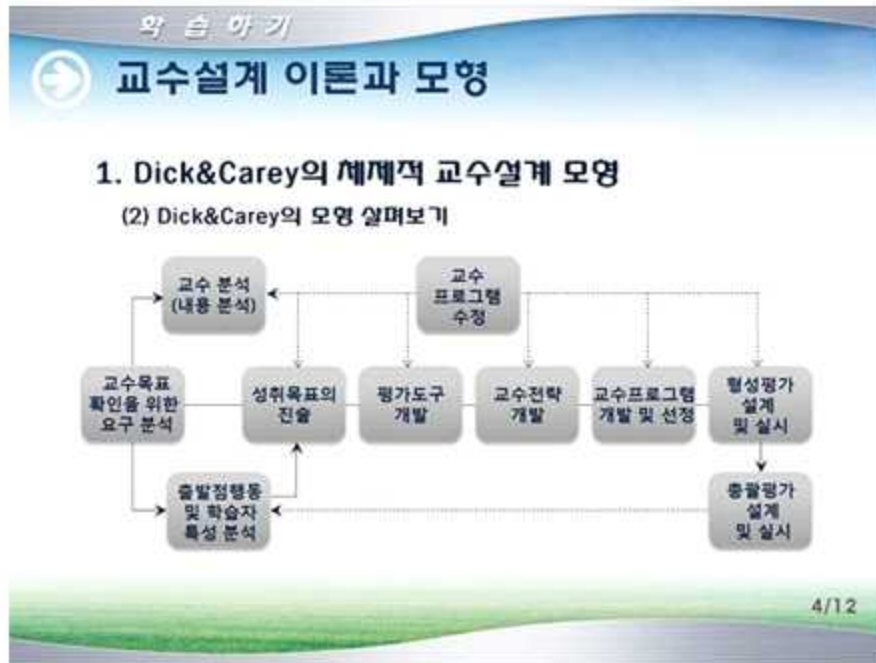 학습하기
교수설계 이론과 모형
1. Dick&Carey의 체제적 교수설계 모형
(2) Dick&Carey의 모형 살펴보기
교수 분석
(내용 분석)
교수
프로그램
수정
교수목표
확인을 위한
요구 분석
성취목표의
진술
평가도구
개발
교수전략
개발
교수프로그램
개발 및 선정
형성평가
설계
및 실시
출발점행동
및 학습자
특성 분석
총괄평가
설계
및 실시
4/12